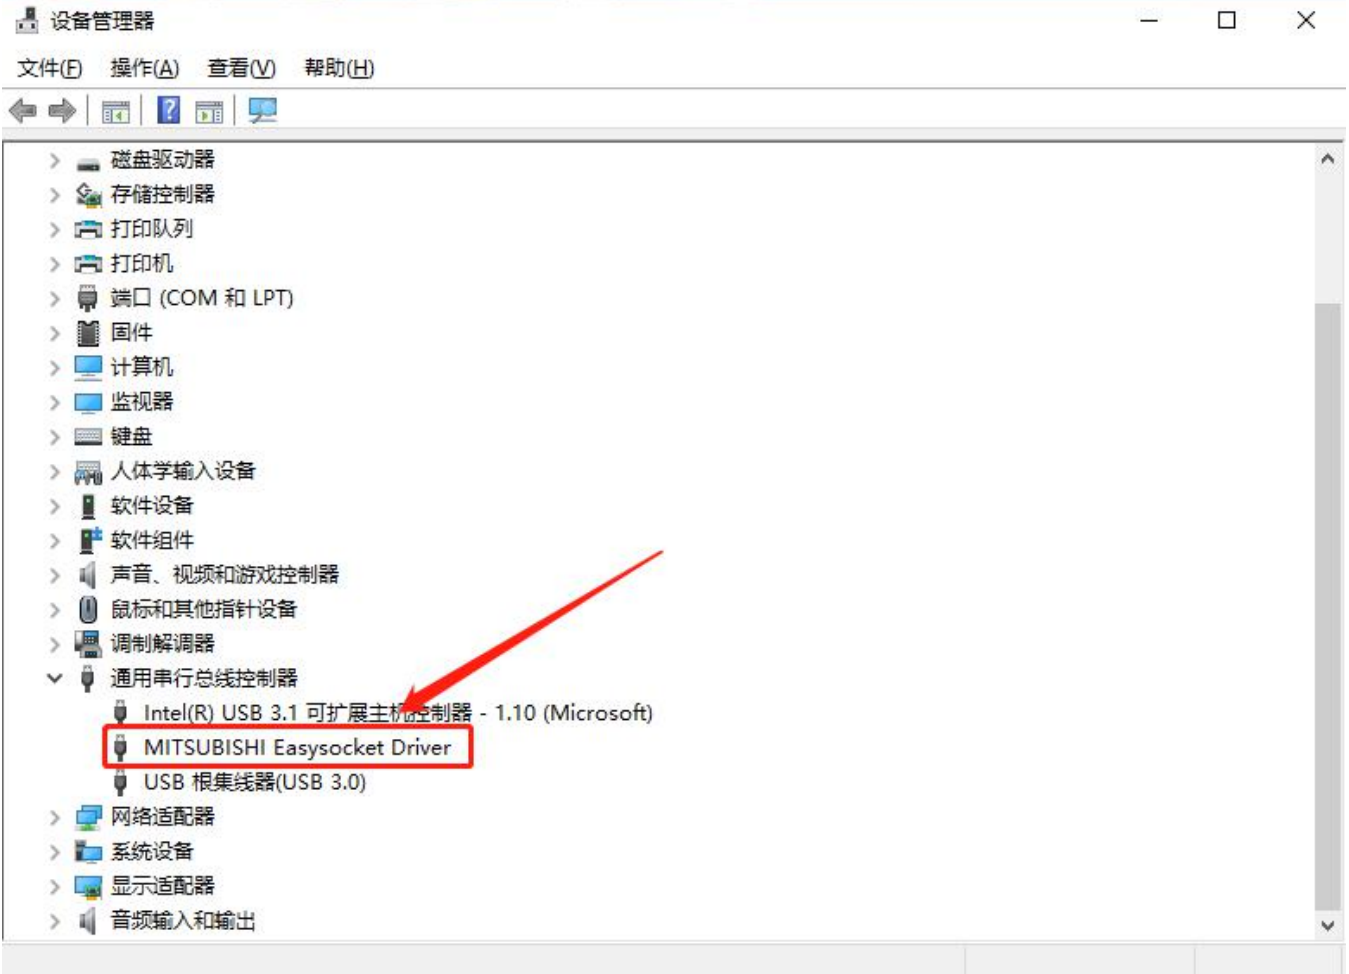 设备管理器
文件(F) 操作(A) 查看(V) 帮助(H)
磁盘驱动器
存储控制器
打印队列
打印机
端口 (COM 和 LPT)
固件
计算机
监视器
键盘
人体学输入设备
软件设备
软件组件
声音、视频和游戏控制器
鼠标和其他指针设备
调制解调器
通用串行总线控制器
Intel(R) USB 3.1 可扩展主机控制器 - 1.10 (Microsoft)
MITSUBISHI Easysocket Driver
USB 根集线器(USB 3.0)
网络适配器
系统设备
显示适配器
音频输入和输出